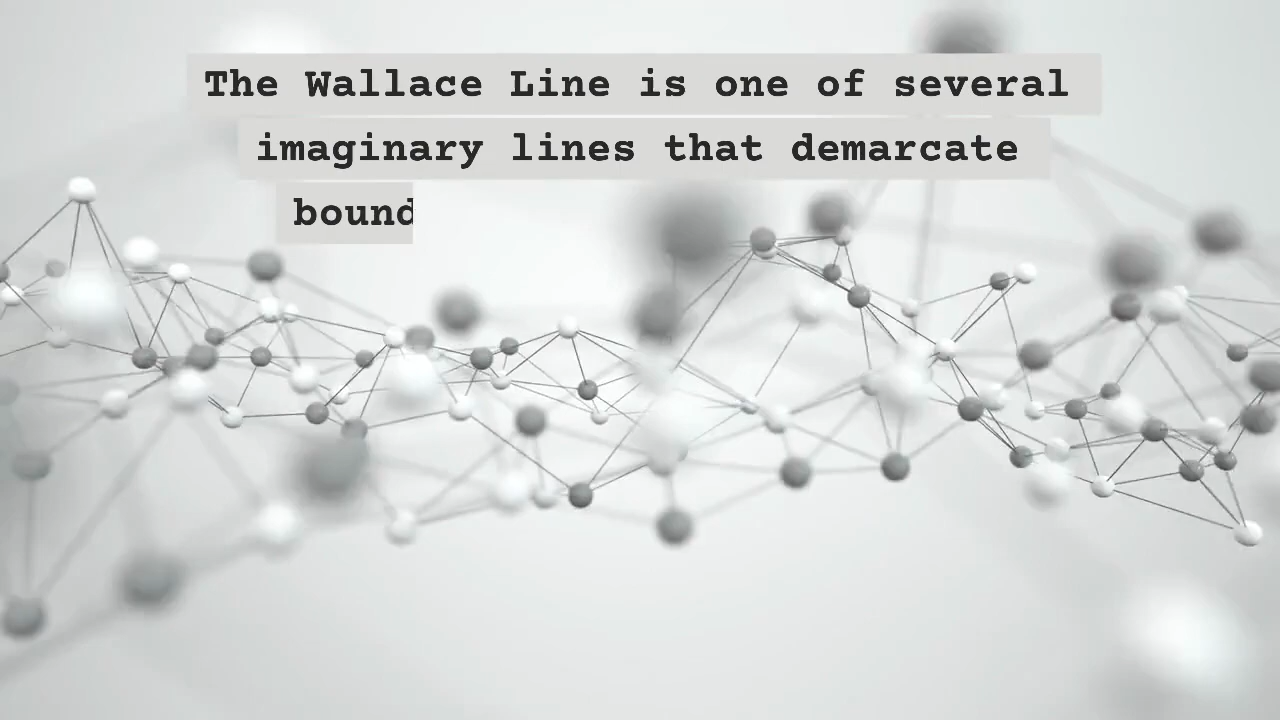 The Wallace Line is one of several
imaginary lines that demarcate
bound